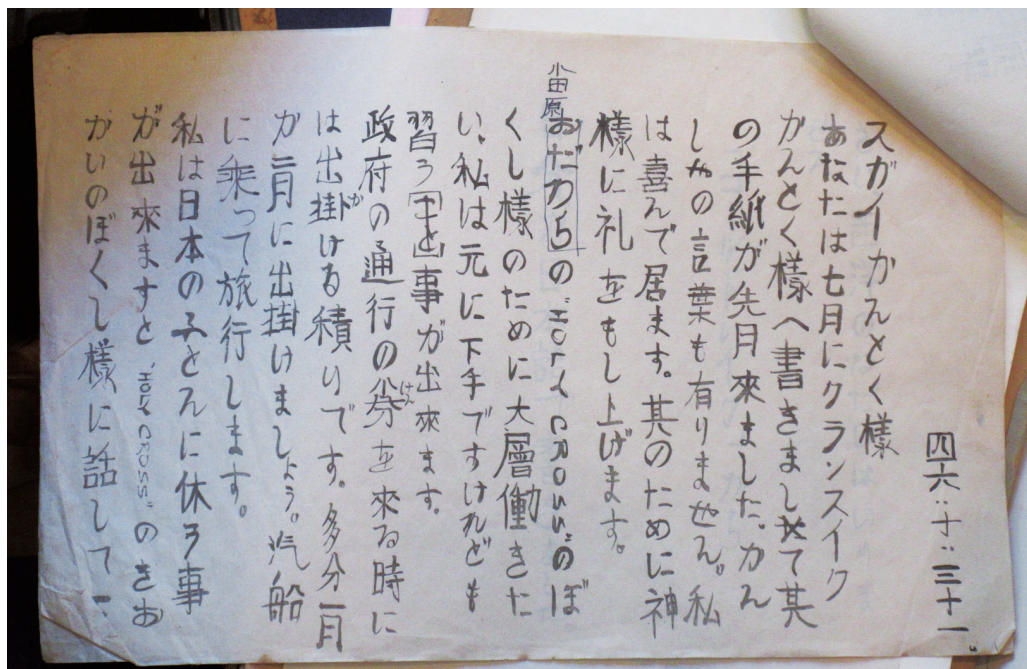 四六・十・三十一。
スガイーかんとく様
あなたは七月にクランスイーク
かんとく様へ書きまして其
の手紙が先月來ました。かん
しやの言葉も有りません。私
は喜んで居ます。其のために神
様に礼をもし上げます。
小田原
おだわらの "HOLY CROSS" のぼ
くし様のために大層働きた
い。私は元に下手ですけれども
習う事が出來ます。
政府の通行の を來る時に
は出掛ける積りです。多分一月
か二月に出掛けましょう。汽船
に乗って旅行します。
私は日本の子どんに休う事
が出來ますと "HOLY CROSS" のきお
かいのぼくし様に話して下、